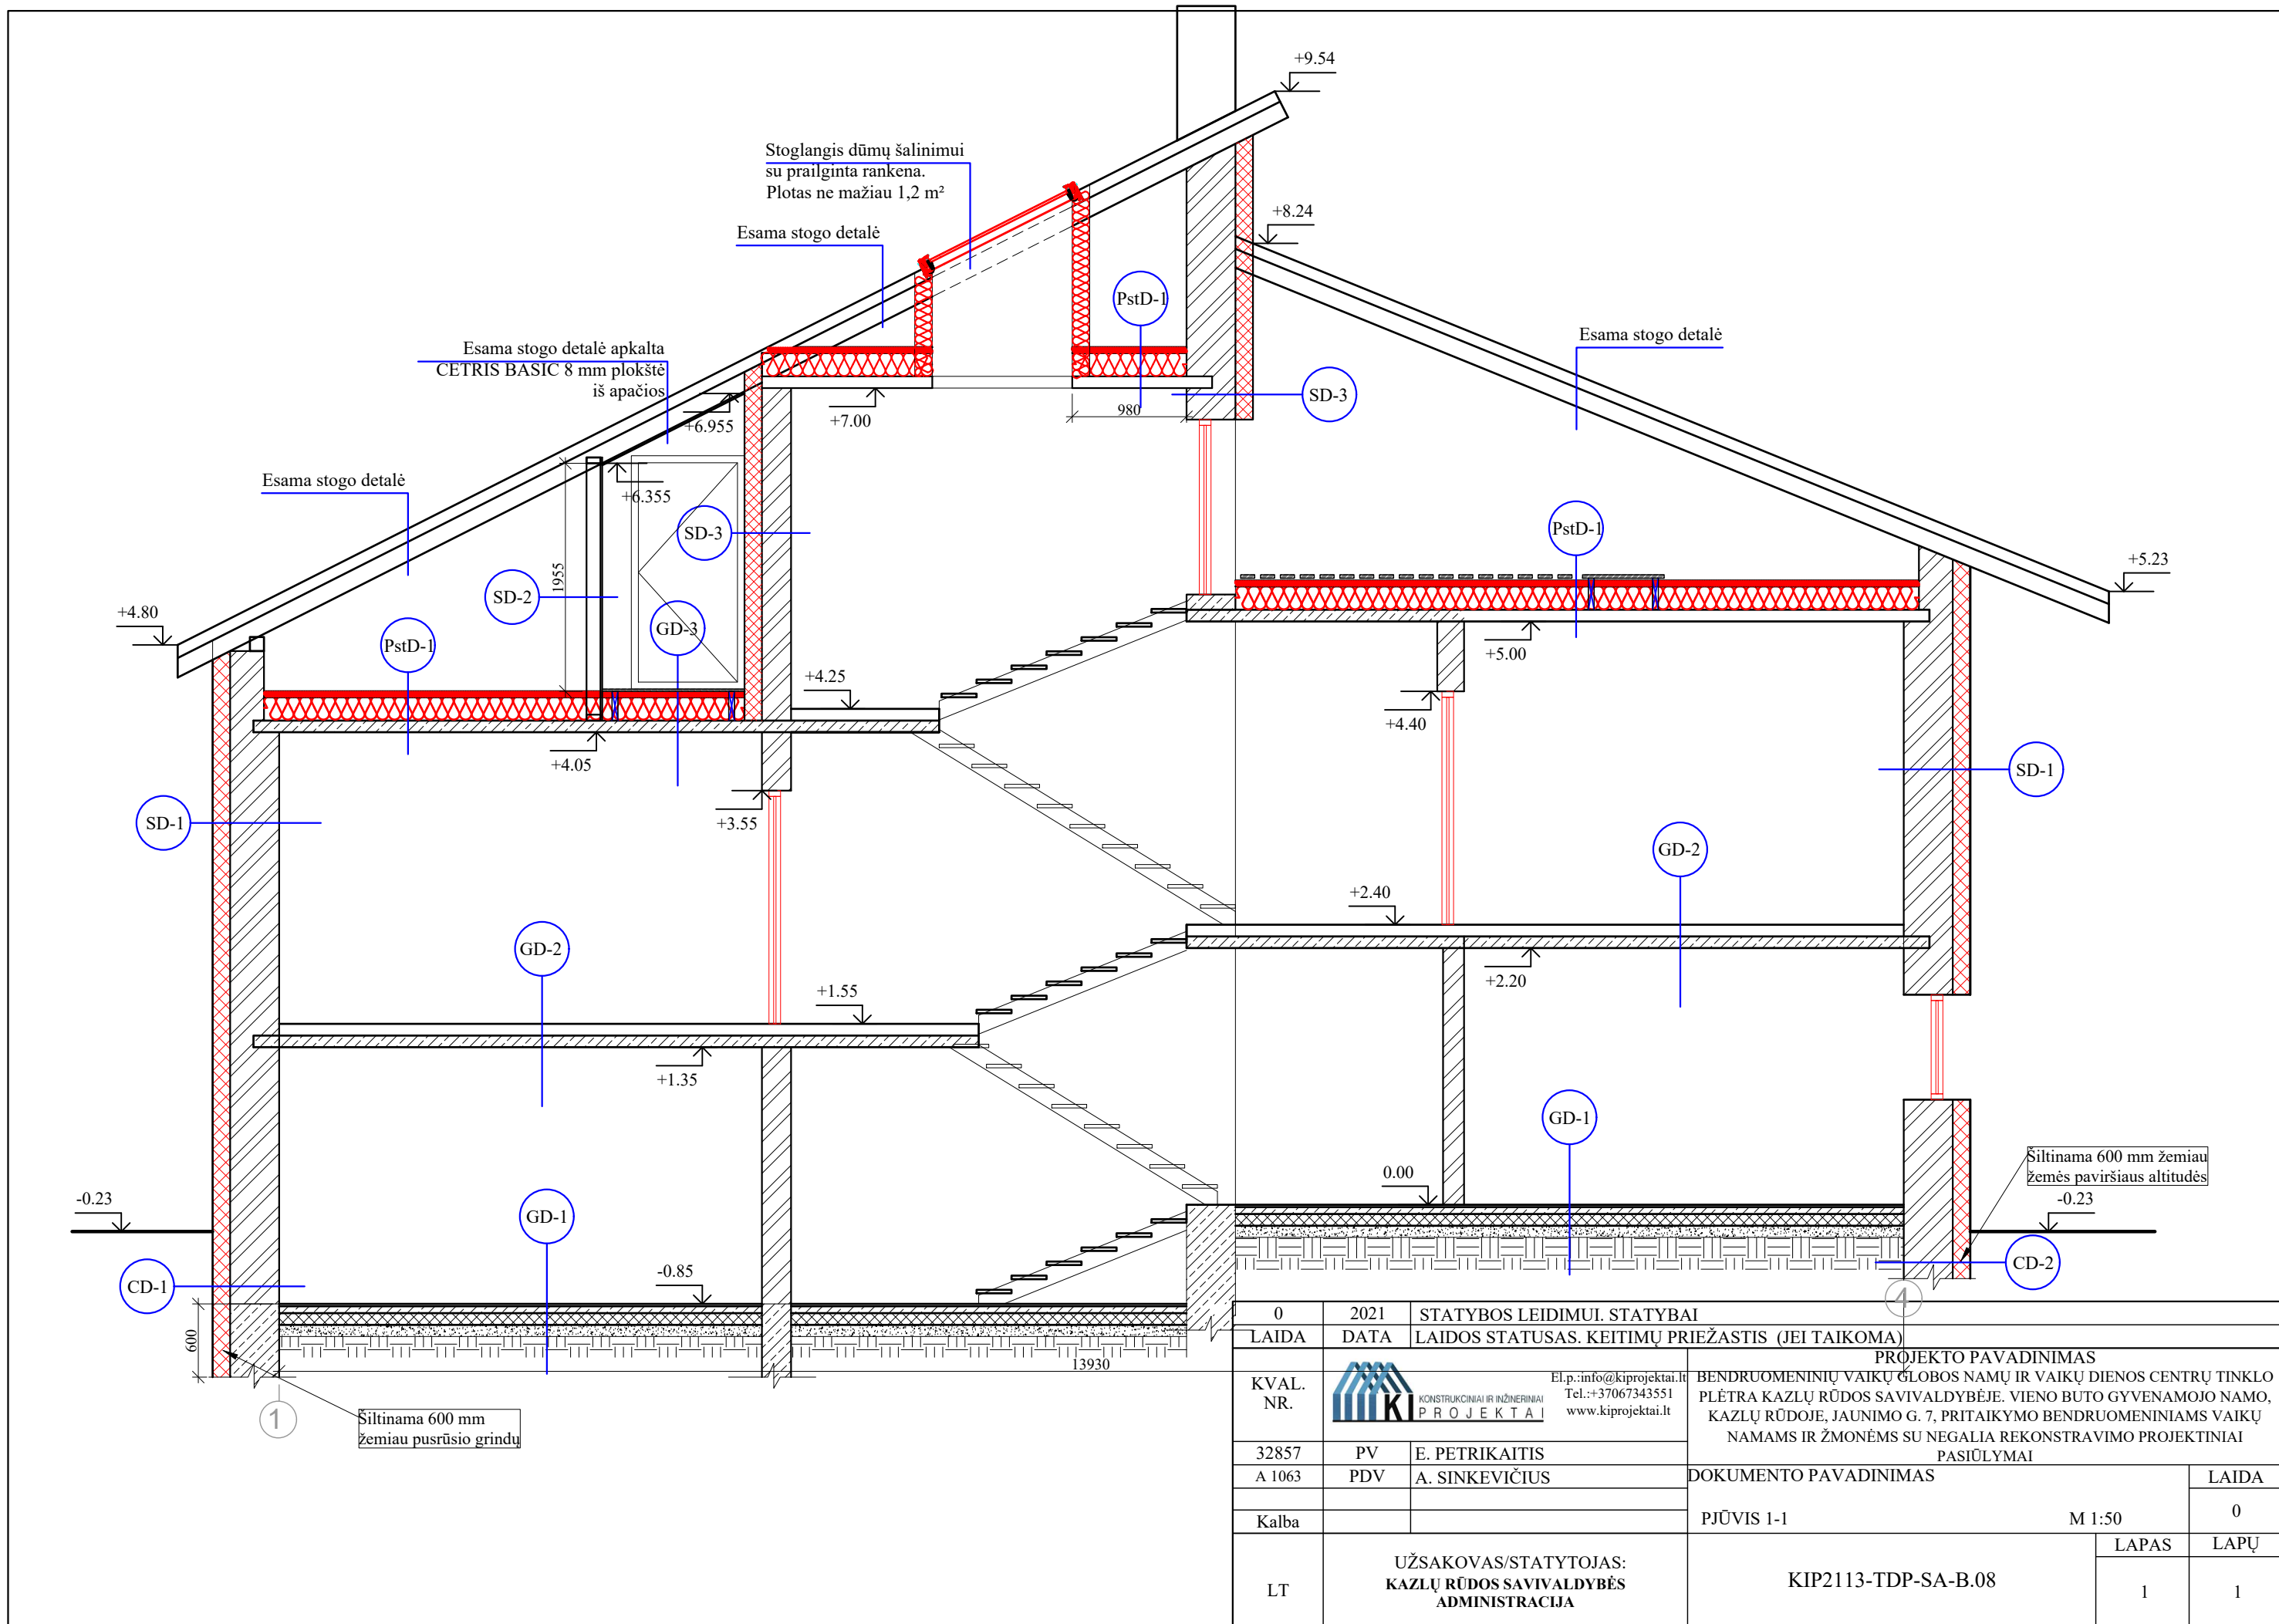 +9.54
Stoglangis dūmų šalinimui
su prailginta rankena.
Plotas ne mažiau 1,2 m²
+8.24
Esama stogo detalė
PstD-1
Esama stogo detalė
Esama stogo detalė apkalta
CETRIS BASIC 8 mm plokštė
iš apačios
SD-3
980
+7.00
+6.955
Esama stogo detalė
+6.355
SD-3
PstD-1
1955
SD-2
+5.23
+4.80
GD-3
PstD-1
+5.00
+4.25
+4.40
+4.05
SD-1
+3.55
SD-1
GD-2
+2.40
GD-2
+2.20
+1.55
+1.35
GD-1
Šiltinama 600 mm žemiau
žemės paviršiaus altitudės
0.00
-0.23
-0.23
GD-1
CD-2
-0.85
CD-1
4
600
13930
1
Šiltinama 600 mm
žemiau pusrūsio grindų
0 2021 STATYBOS LEIDIMUI. STATYBAI
LAIDA DATA LAIDOS STATUSAS. KEITIMŲ PRIEŽASTIS (JEI TAIKOMA)
KVAL.
NR.
KI
KONSTRUKCINIAI IR INŽINERINIAI
PROJEKTAI
El.p.:info@kiprojektai.lt
Tel.:+37067343551
www.kiprojektai.lt
PROJEKTO PAVADINIMAS
BENDRUOMENINIŲ VAIKŲ GLOBOS NAMŲ IR VAIKŲ DIENOS CENTRŲ TINKLO
PLĖTRA KAZLŲ RŪDOS SAVIVALDYBĖJE. VIENO BUTO GYVENAMOJO NAMO,
KAZLŲ RŪDOJE, JAUNIMO G. 7, PRITAIKYMO BENDRUOMENINIAMS VAIKŲ
NAMAMS IR ŽMONĖMS SU NEGALIA REKONSTRAVIMO PROJEKTINIAI
PASIŪLYMAI
32857 PV E. PETRIKAITIS
A 1063 PDV A. SINKEVIČIUS
DOKUMENTO PAVADINIMAS
LAIDA
PJŪVIS 1-1 M 1:50
0
Kalba
LT
UŽSAKOVAS/STATYTOJAS:
KAZLŲ RŪDOS SAVIVALDYBĖS
ADMINISTRACIJA
KIP2113-TDP-SA-B.08
LAPAS LAPŲ
1 1